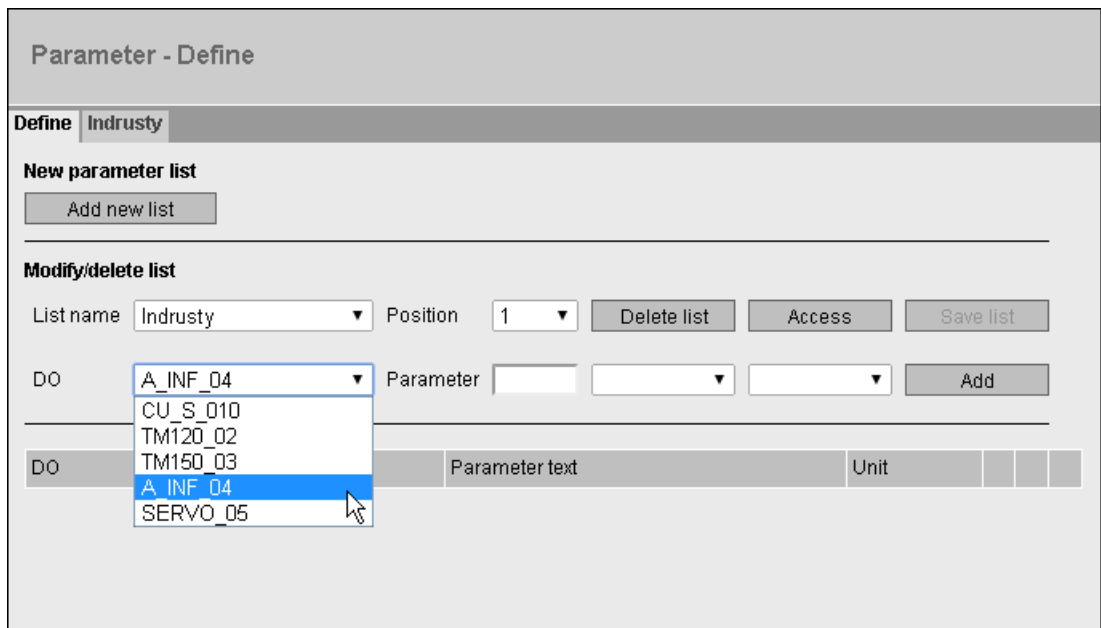 Parameter - Define
Define Indrusty
New parameter list
Add new list
Modify/delete list
List name Indrusty Position 1 Delete list Access Save list
DO A_INF_04 Parameter Add
CU_S_010
TM120_02
TM150_03
A_INF_04
SERVO_05
DO Parameter text Unit